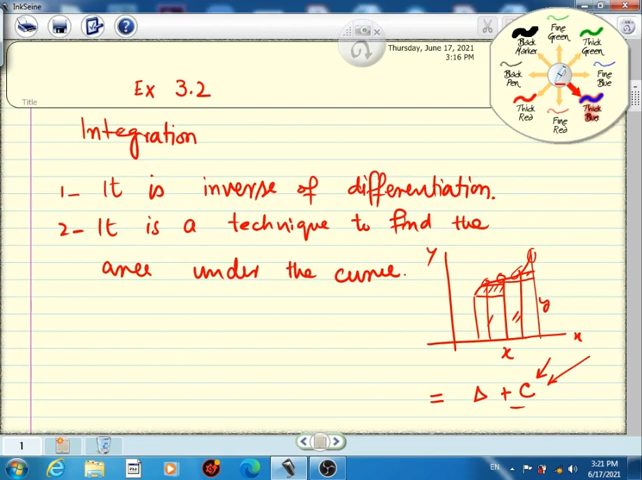 InkSeine
Thursday, June 17, 2021
3:16 PM
Title
Ex 3.2
Fine Green
Thick Green
Fine Blue
Thick Blue
Fine Red
Thick Red
Back Pen
Back Marker
Integration
1- It is inverse of differentiation.
2- It is a technique to find the
area under the curve.
y
y
x
x
= Δ + C
1
EN
3:21 PM
6/17/2021